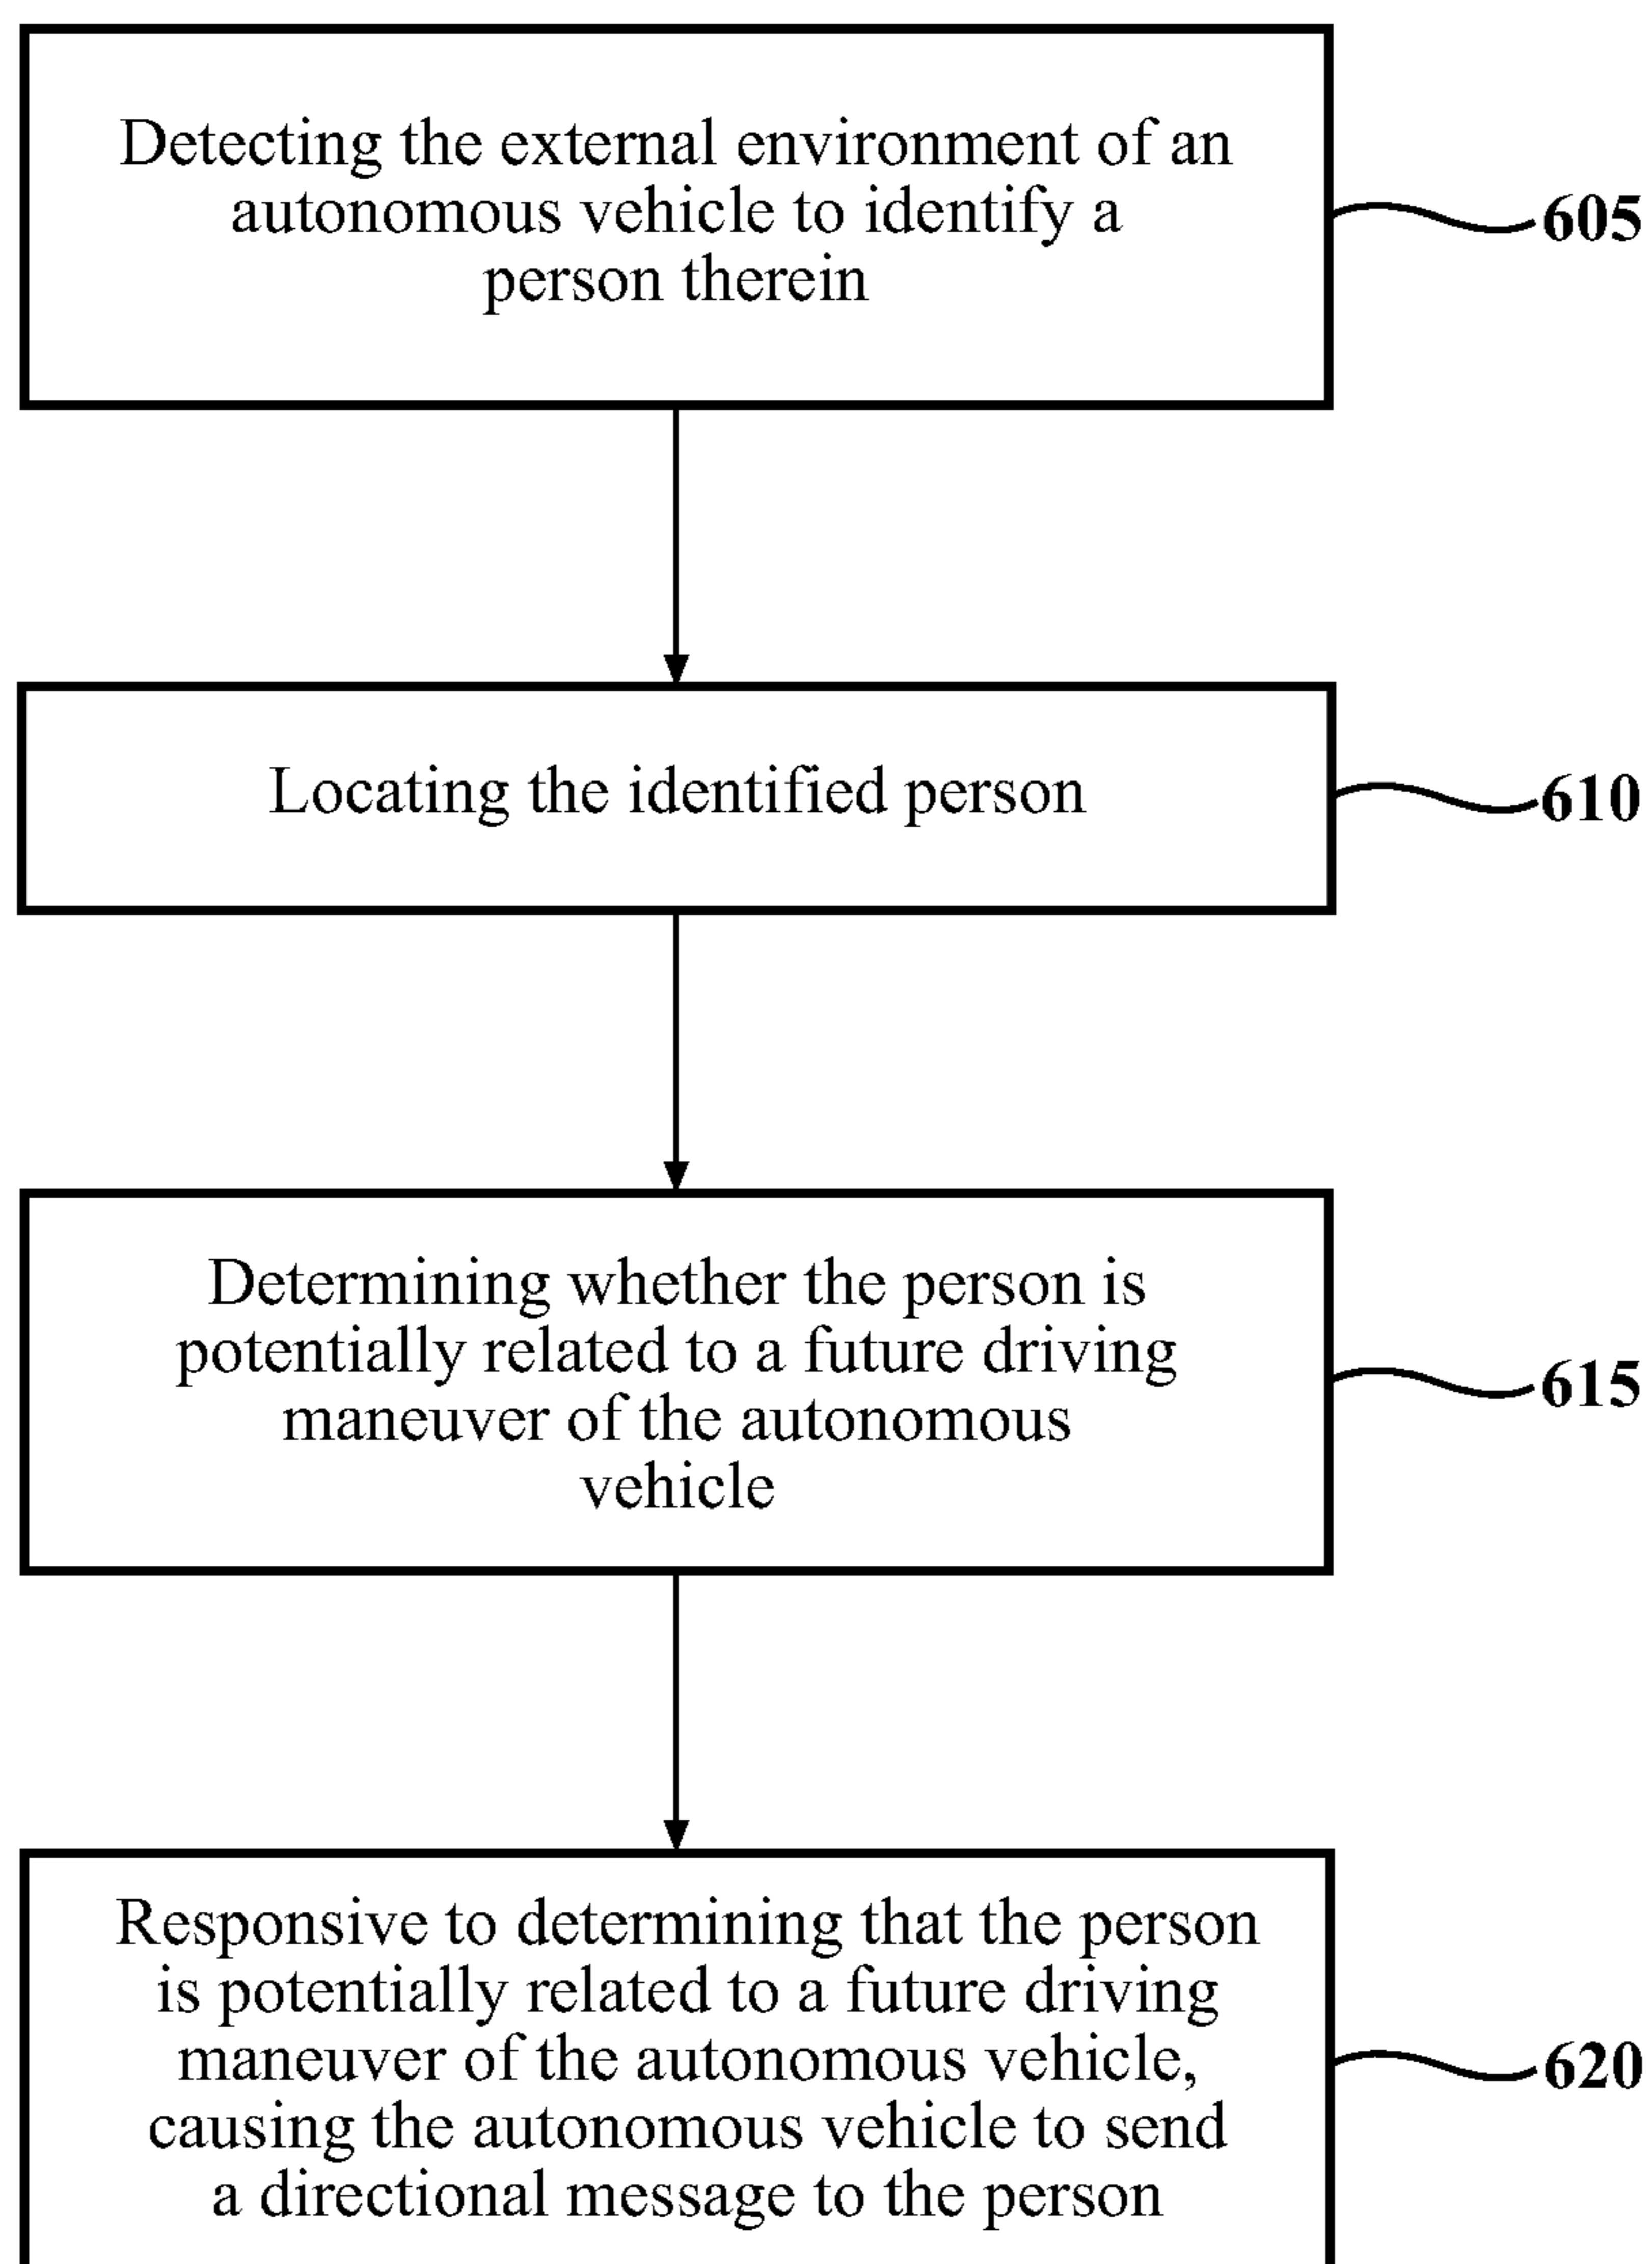 Detecting the external environment of an
autonomous vehicle to identify a
person therein
605
Locating the identified person
610
Determining whether the person is
potentially related to a future driving
maneuver of the autonomous
vehicle
615
Responsive to determining that the person
is potentially related to a future driving
maneuver of the autonomous vehicle,
causing the autonomous vehicle to send
a directional message to the person
620